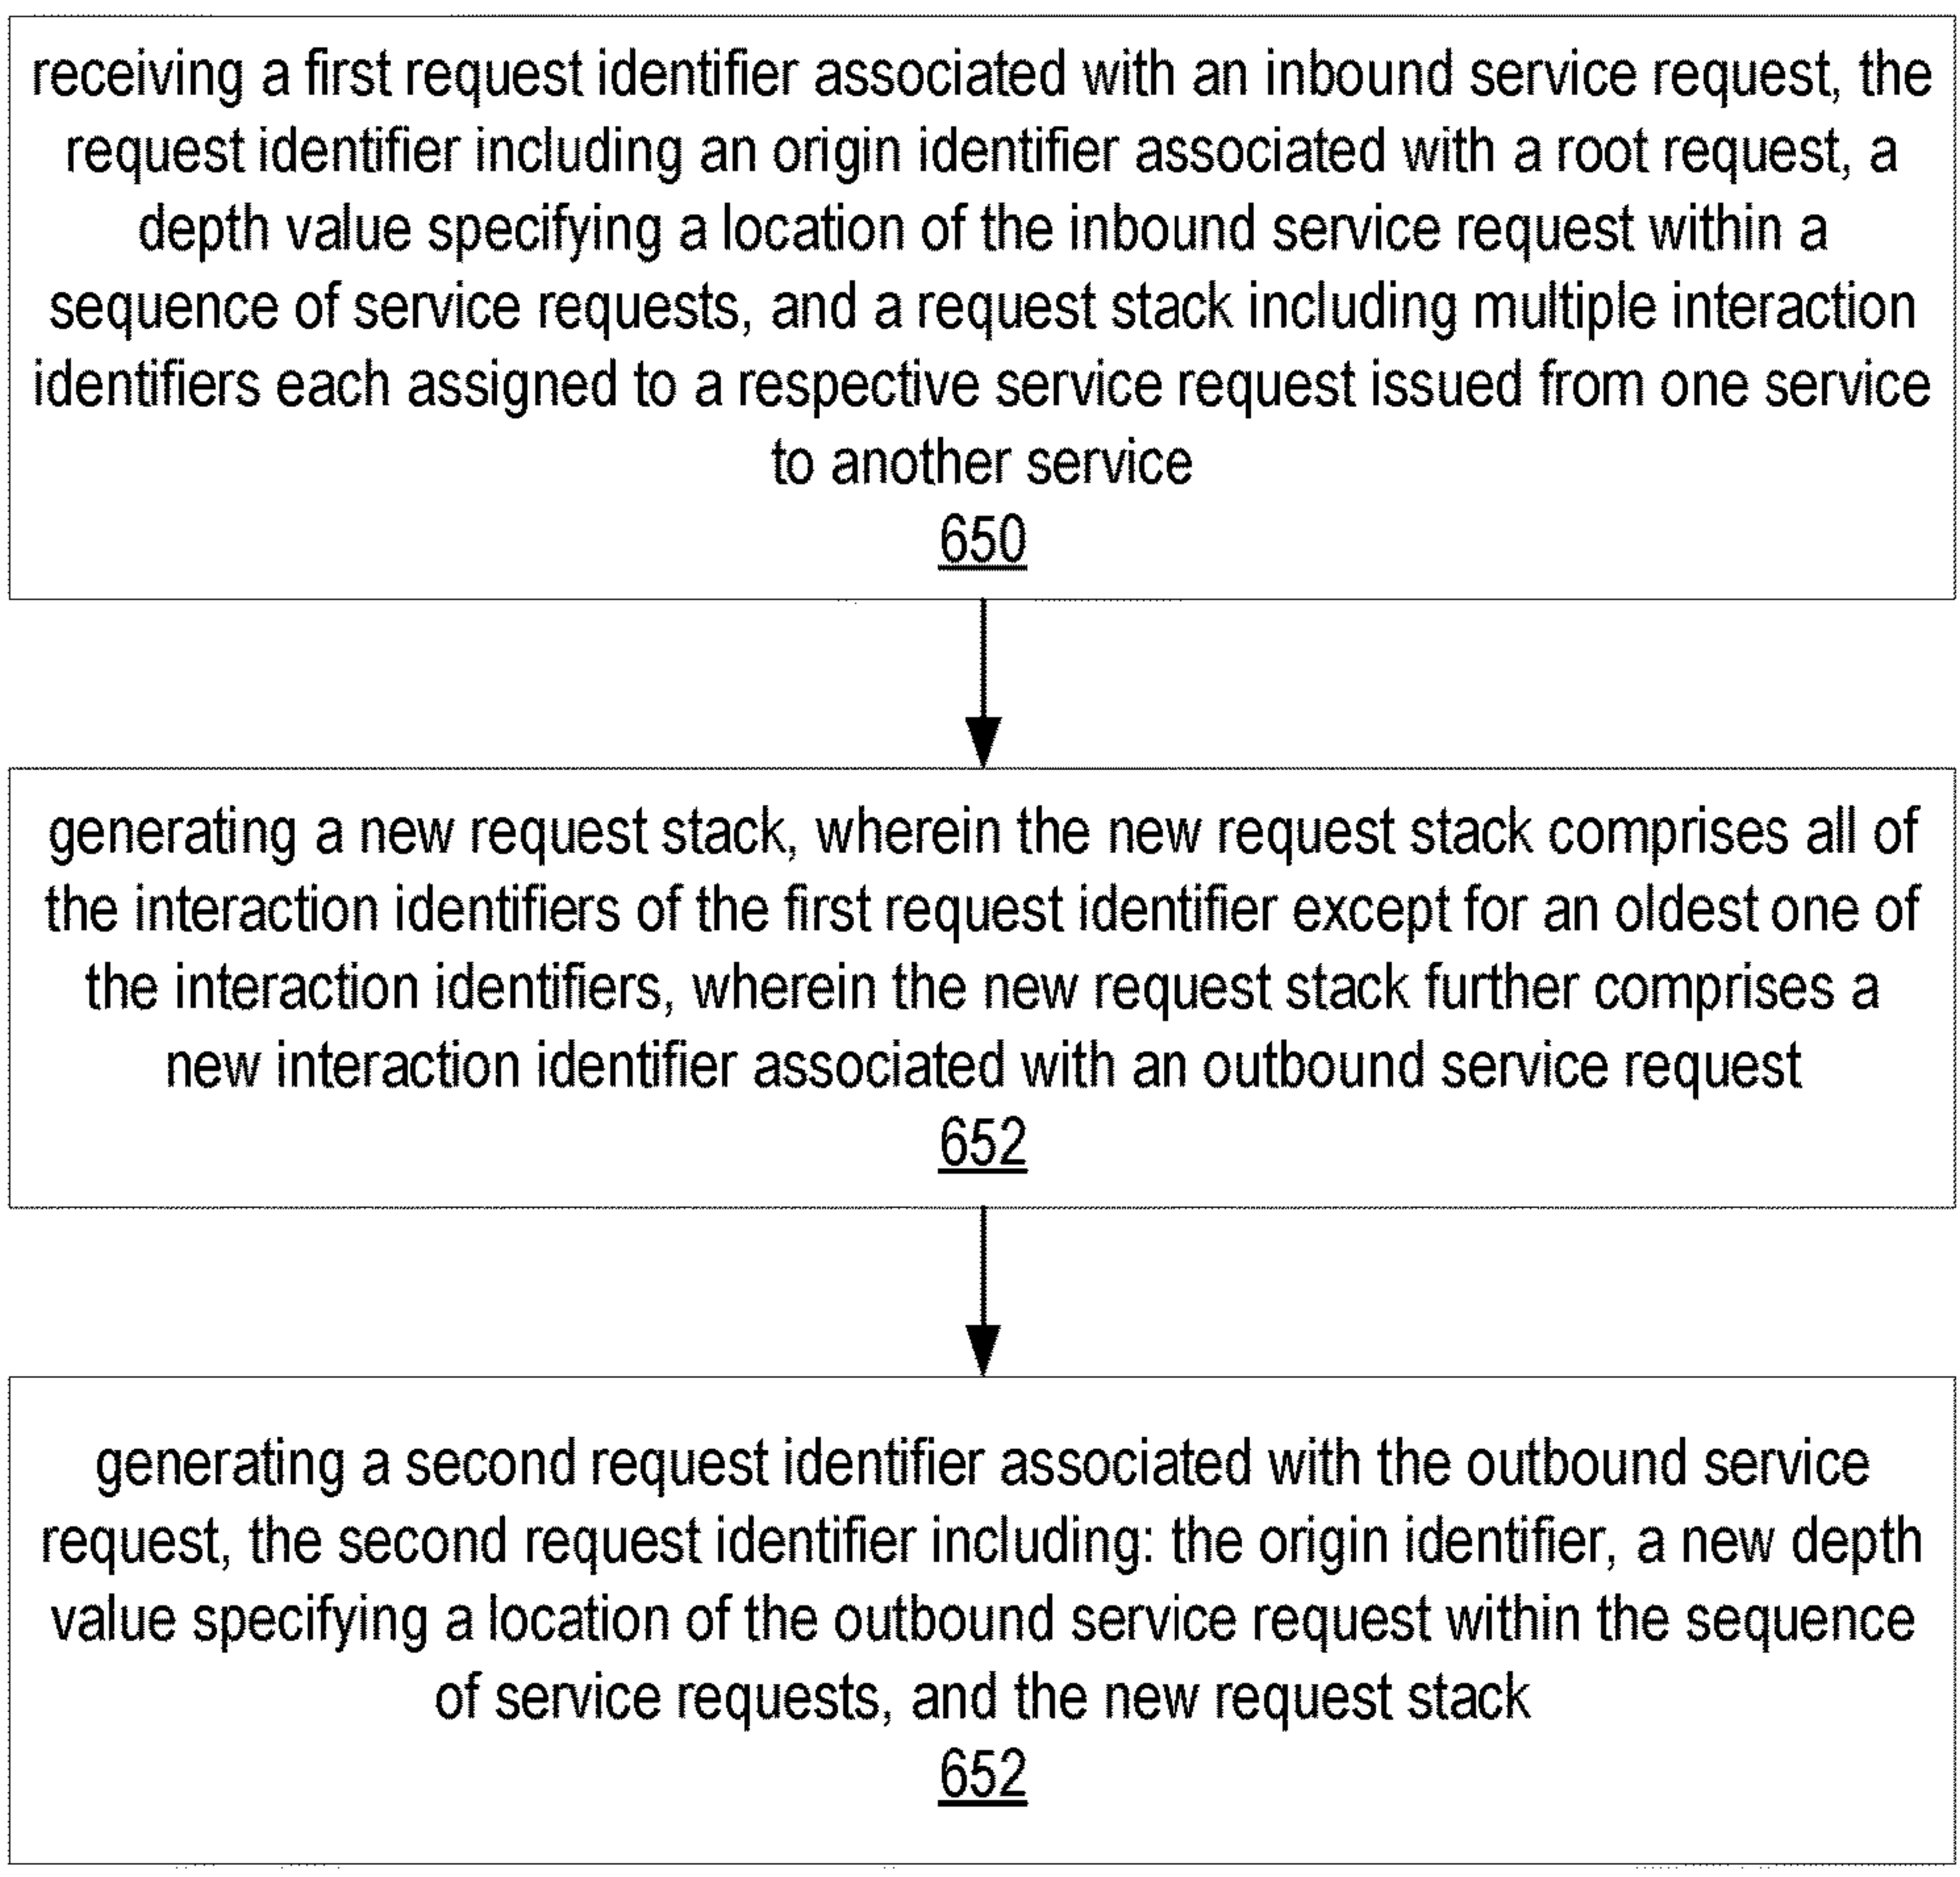 receiving a first request identifier associated with an inbound service request, the
request identifier including an origin identifier associated with a root request, a
depth value specifying a location of the inbound service request within a
sequence of service requests, and a request stack including multiple interaction
identifiers each assigned to a respective service request issued from one service
to another service
650
generating a new request stack, wherein the new request stack comprises all of
the interaction identifiers of the first request identifier except for an oldest one of
the interaction identifiers, wherein the new request stack further comprises a
new interaction identifier associated with an outbound service request
652
generating a second request identifier associated with the outbound service
request, the second request identifier including: the origin identifier, a new depth
value specifying a location of the outbound service request within the sequence
of service requests, and the new request stack
652